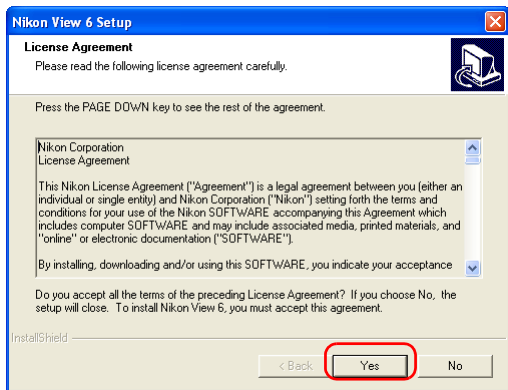 Nikon View 6 Setup
License Agreement
Please read the following license agreement carefully.
Press the PAGE DOWN key to see the rest of the agreement.
Nikon Corporation
License Agreement
This Nikon License Agreement ("Agreement") is a legal agreement between you (either an
individual or single entity) and Nikon Corporation ("Nikon") setting forth the terms and
conditions for your use of the Nikon SOFTWARE accompanying this Agreement which
includes computer SOFTWARE and may include associated media, printed materials, and
"online" or electronic documentation ("SOFTWARE").
By installing, downloading and/or using this SOFTWARE, you indicate your acceptance
Do you accept all the terms of the preceding License Agreement? If you choose No, the
setup will close. To install Nikon View 6, you must accept this agreement.
InstallShield
< Back Yes No